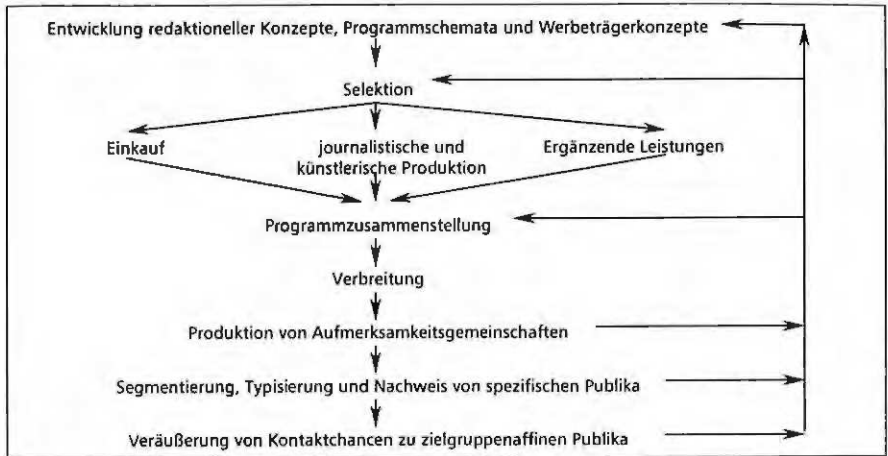 Entwicklung redaktioneller Konzepte, Programmschemata und Werbeträgerkonzepte
Selektion
Einkauf
journalistische und
künstlerische Produktion
Ergänzende Leistungen
Programmzusammenstellung
Verbreitung
Produktion von Aufmerksamkeitsgemeinschaften
Segmentierung, Typisierung und Nachweis von spezifischen Publika
Veräußerung von Kontaktchancen zu zielgruppenaffinen Publika